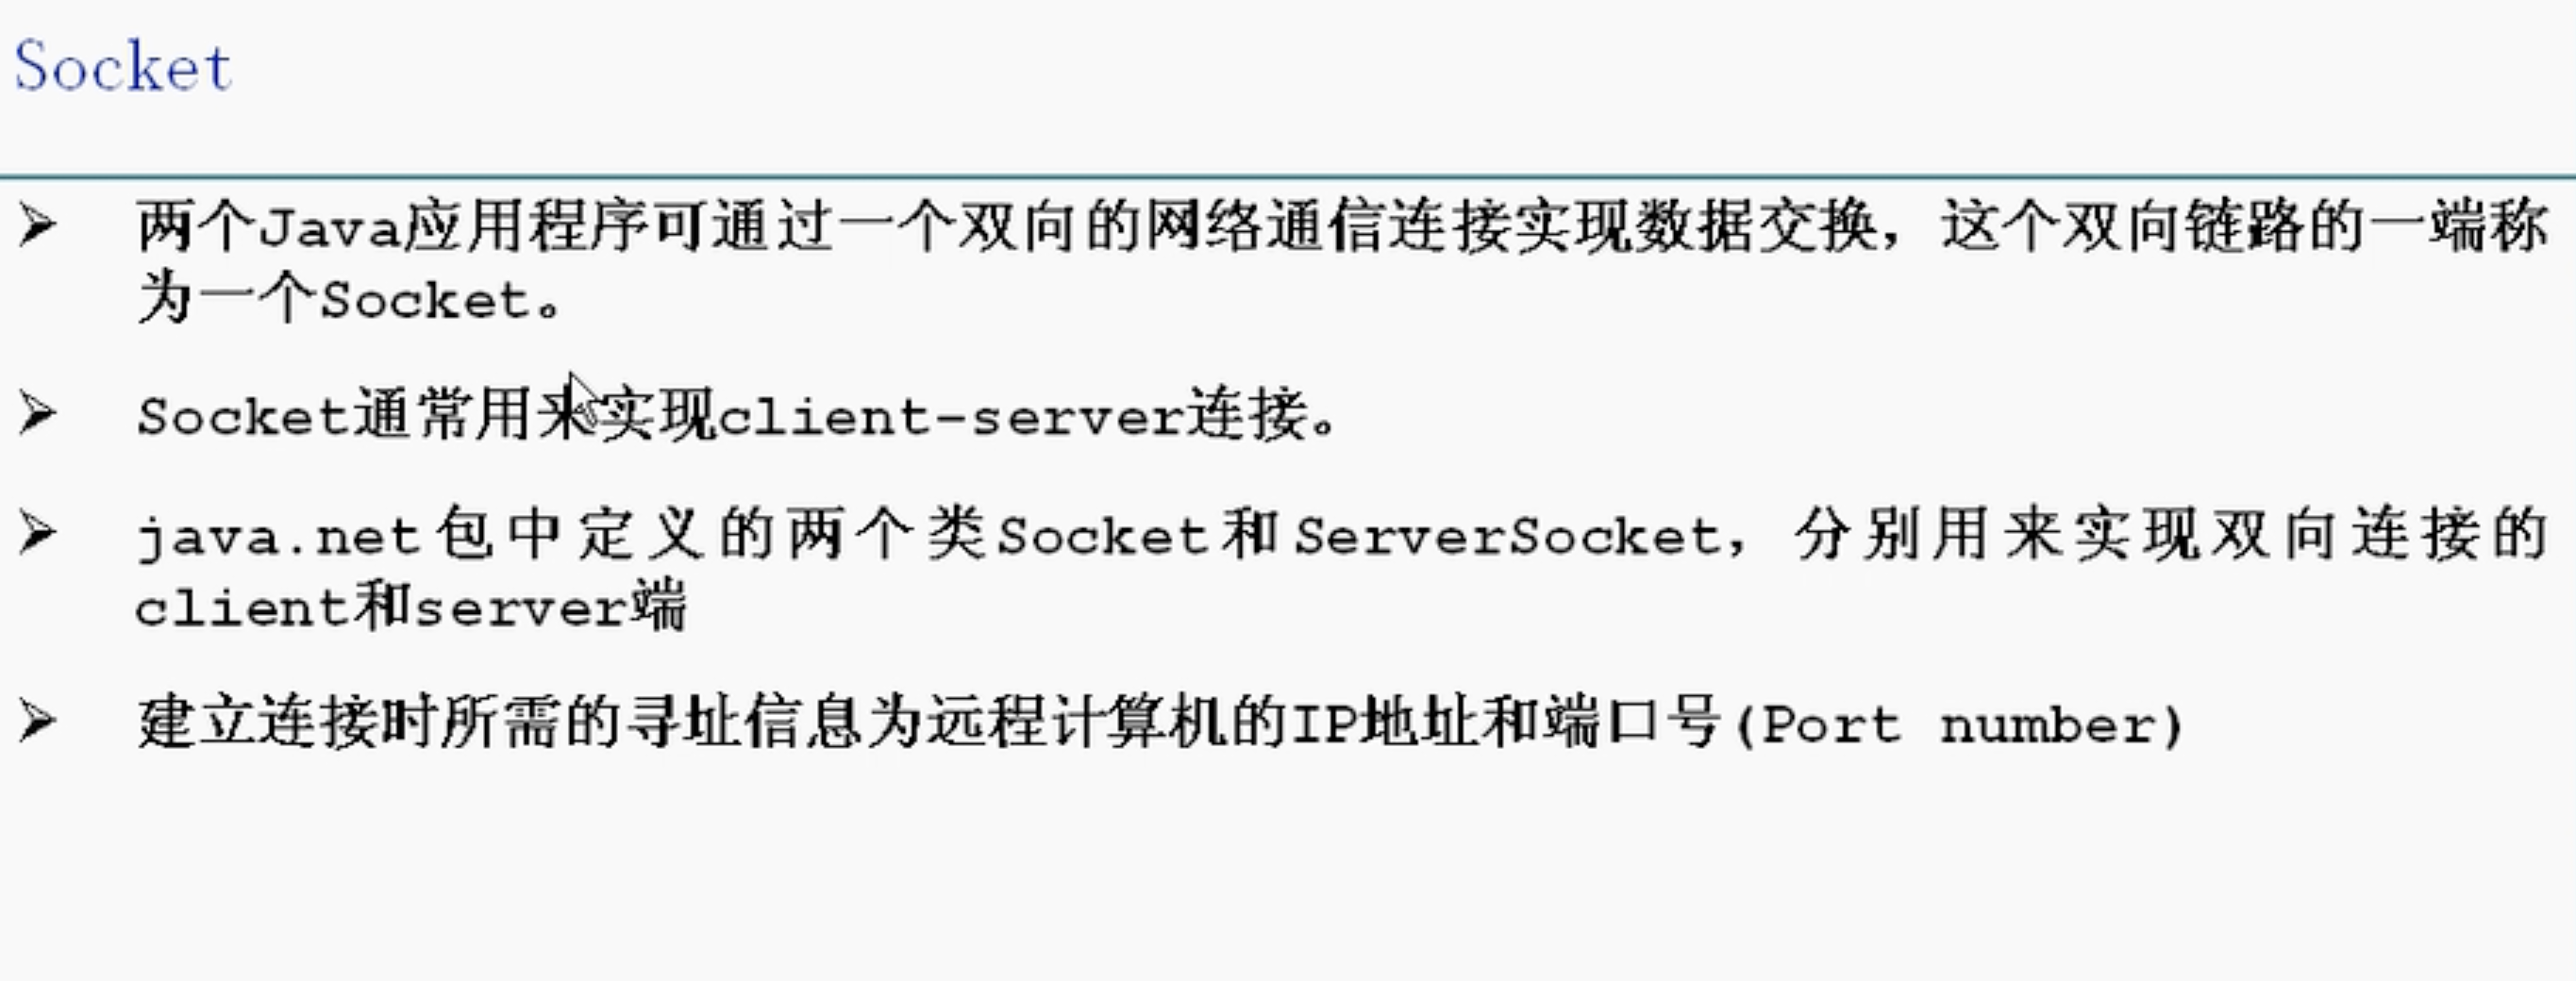 Socket
两个Java应用程序可通过一个双向的网络通信连接实现数据交换，这个双向链路的一端称
为一个Socket。
Socket通常用来实现client-server连接。
java.net包中定义的两个类Socket和ServerSocket，分别用来实现双向连接的
client和server端
建立连接时所需的寻址信息为远程计算机的IP地址和端口号(Port number)